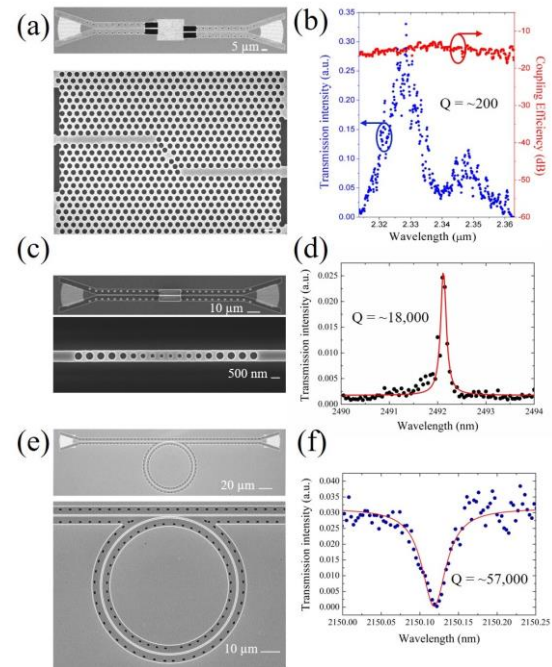 (a)
5 µm
(b)
Transmission intensity (a.u.)
0.35
0.30
0.25
0.20
0.15
0.10
0.05
0.00
Q = ~200
-10
-20
-30
-40
-50
-60
Coupling Efficiency (dB)
2.32 2.33 2.34 2.35 2.36
Wavelength (µm)
(c)
10 µm
500 nm
(d)
Transmission intensity (a.u.)
0.025
0.020
0.015
0.010
0.005
0.000
Q = ~18,000
2490 2491 2492 2493 2494
Wavelength (nm)
(e)
20 µm
10 µm
(f)
Transmission intensity (a.u.)
0.040
0.035
0.030
0.025
0.020
0.015
0.010
0.005
0.000
Q = ~57,000
2150.00 2150.05 2150.10 2150.15 2150.20 2150.25
Wavelength (nm)